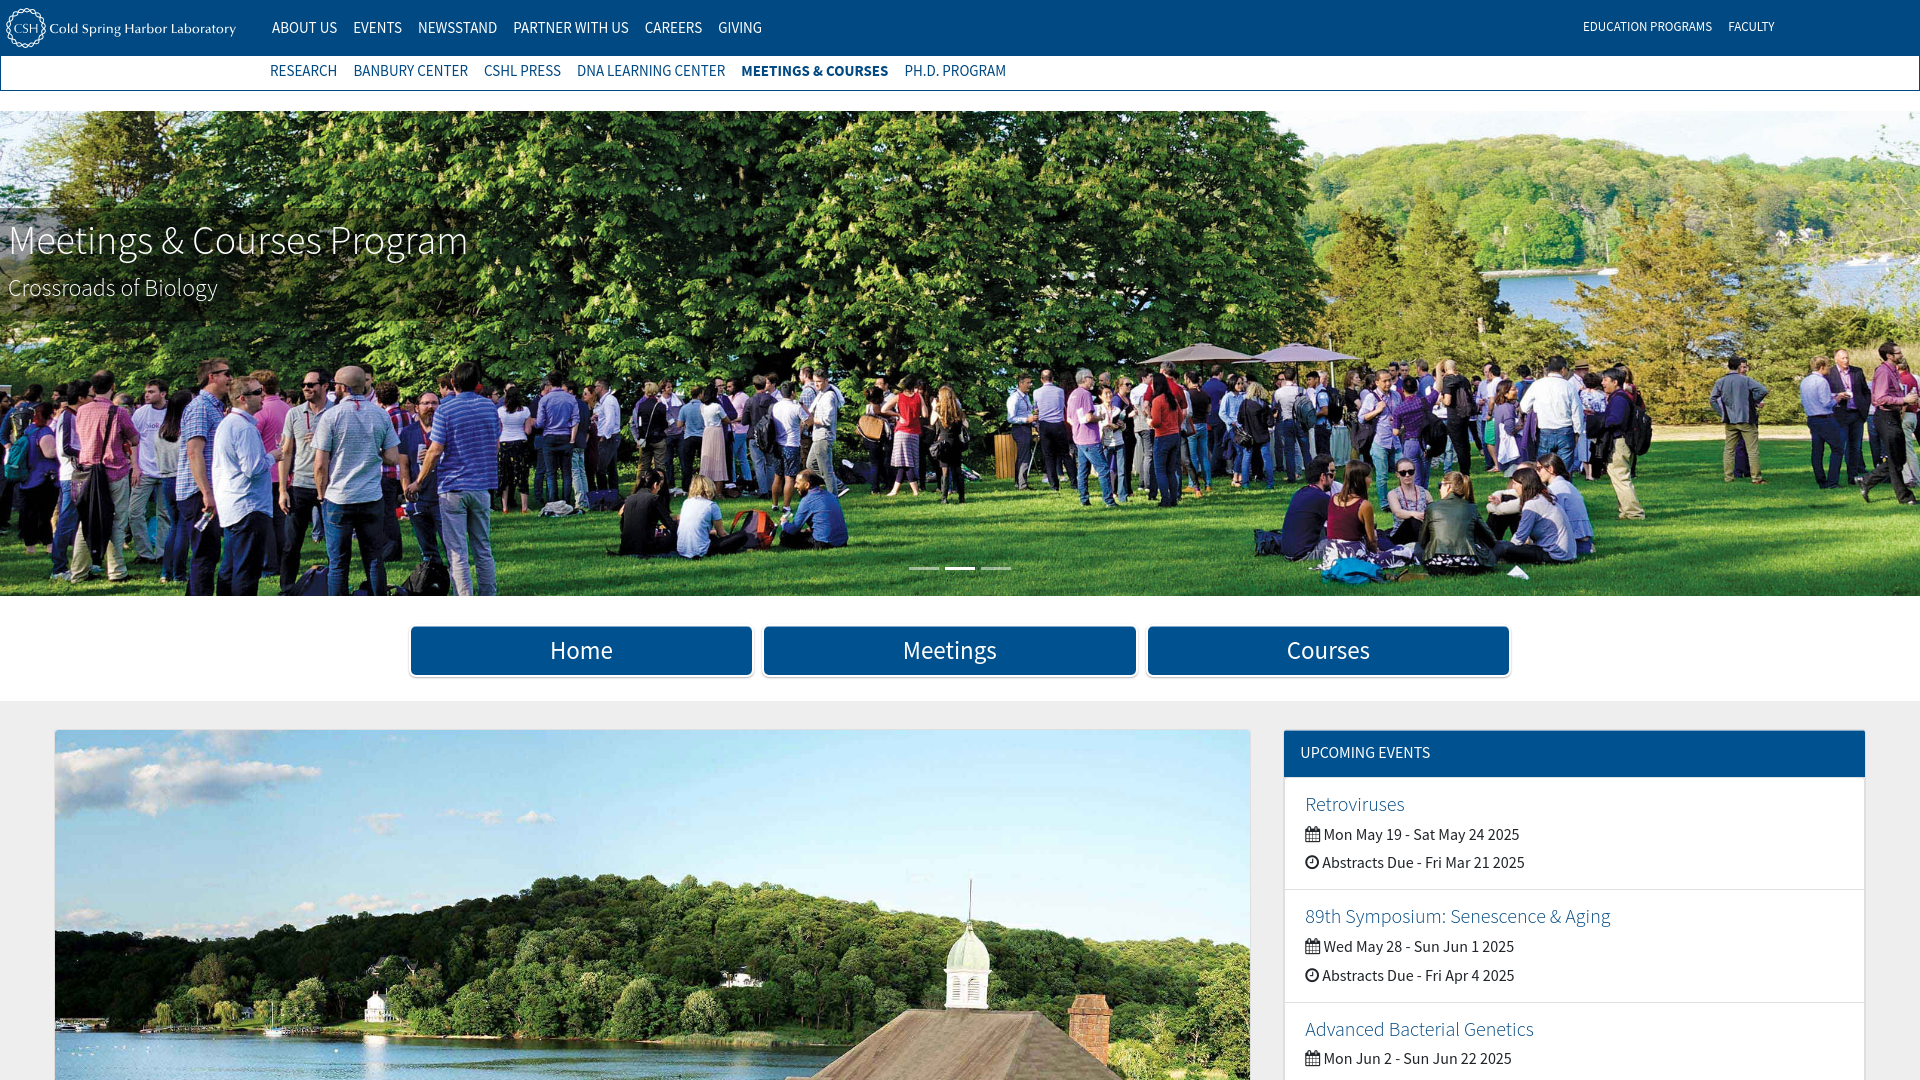 CSH Cold Spring Harbor Laboratory
ABOUT US EVENTS NEWSSTAND PARTNER WITH US CAREERS GIVING
EDUCATION PROGRAMS FACULTY
RESEARCH BANBURY CENTER CSHL PRESS DNA LEARNING CENTER MEETINGS & COURSES PH.D. PROGRAM
Meetings & Courses Program
Crossroads of Biology
Home
Meetings
Courses
UPCOMING EVENTS
Retroviruses
Mon May 19 - Sat May 24 2025
Abstracts Due - Fri Mar 21 2025
89th Symposium: Senescence & Aging
Wed May 28 - Sun Jun 1 2025
Abstracts Due - Fri Apr 4 2025
Advanced Bacterial Genetics
Mon Jun 2 - Sun Jun 22 2025